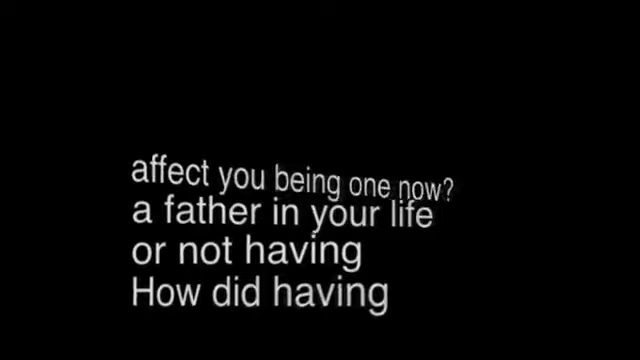 affect you being one now?
a father in your life
or not having
How did having